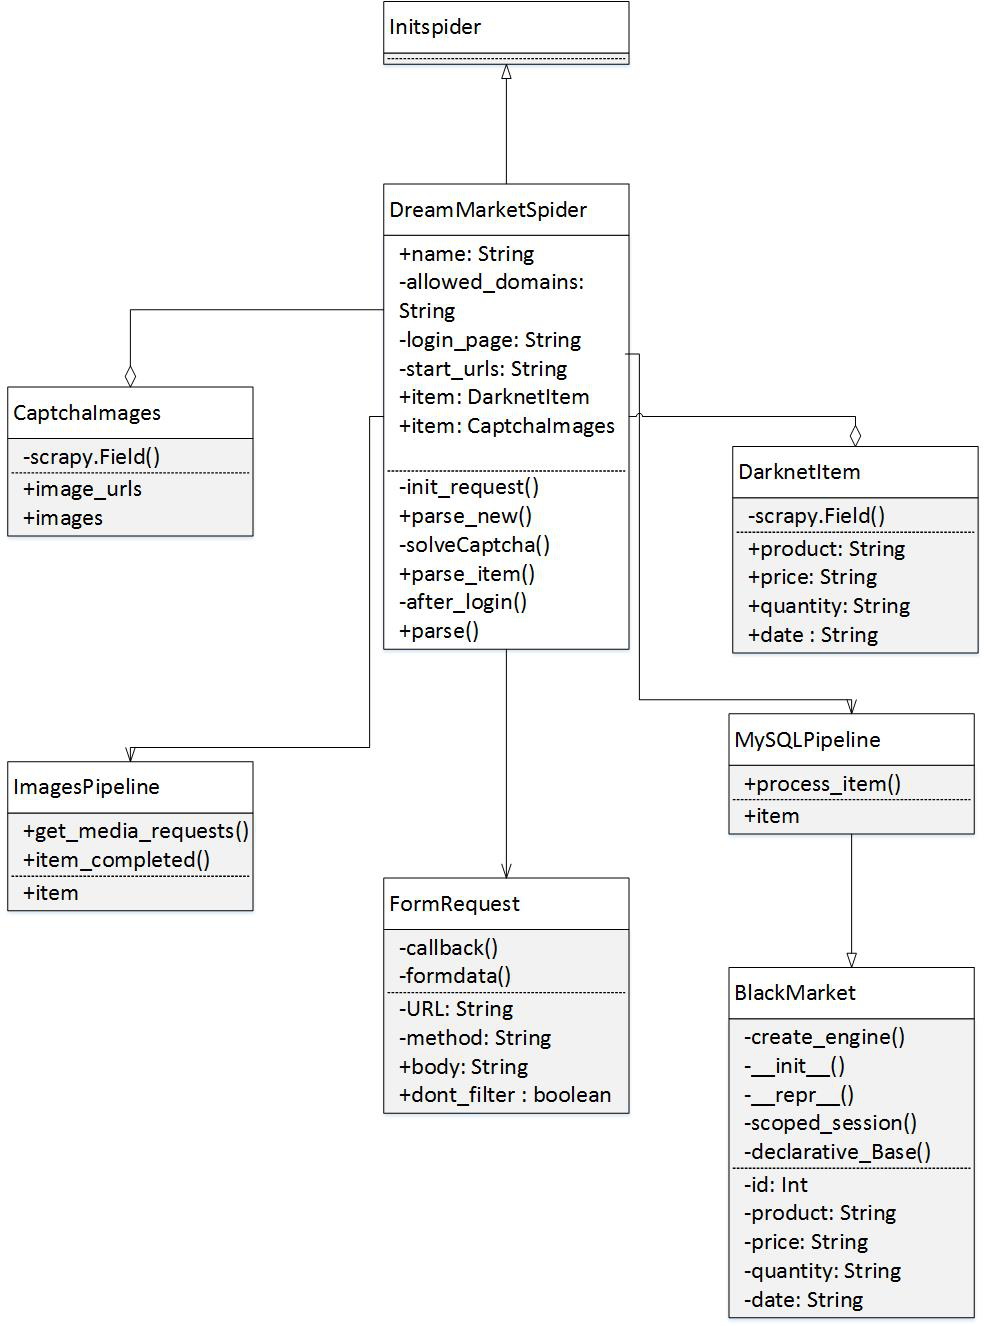 Initspider
DreamMarketSpider
+name: String
-allowed_domains:
String
-login_page: String
-start_urls: String
+item: DarknetItem
+item: CaptchaImages
-init_request()
+parse_new()
-solveCaptcha()
+parse_item()
-after_login()
+parse()
CaptchaImages
-scrapy.Field()
+image_urls
+images
DarknetItem
-scrapy.Field()
+product: String
+price: String
+quantity: String
+date : String
ImagesPipeline
+get_media_requests()
+item_completed()
+item
MySQLPipeline
+process_item()
+item
FormRequest
-callback()
-formdata()
-URL: String
-method: String
+body: String
+dont_filter : boolean
BlackMarket
-create_engine()
-__init__()
-__repr__()
-scoped_session()
-declarative_Base()
-id: Int
-product: String
-price: String
-quantity: String
-date: String